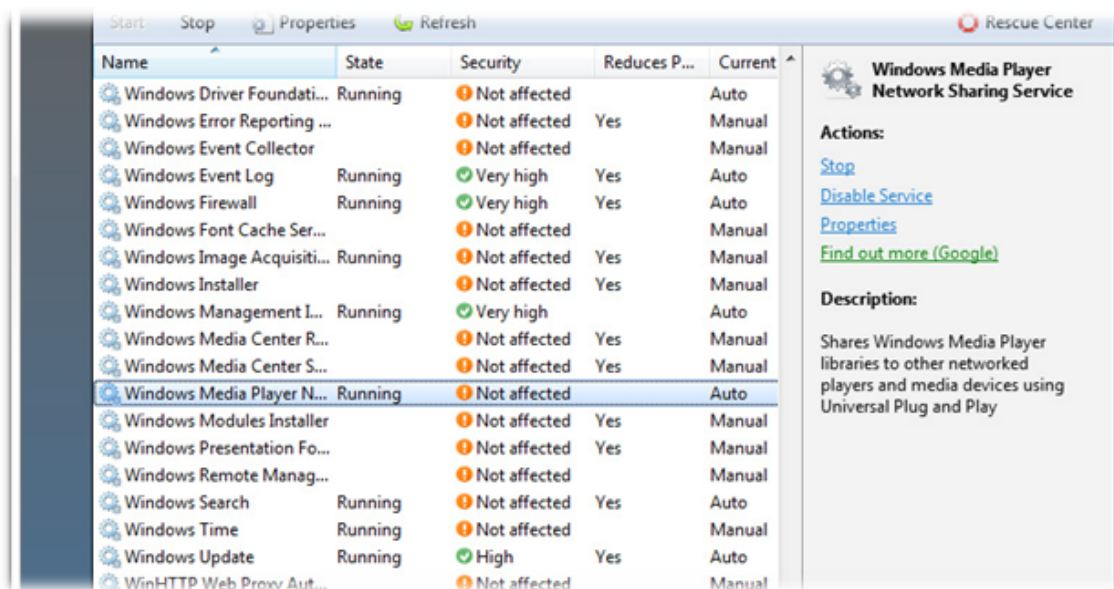 Start Stop Properties Refresh Rescue Center
Name State Security Reduces P... Current
Windows Driver Foundati... Running Not affected Auto
Windows Error Reporting ... Not affected Yes Manual
Windows Event Collector Not affected Manual
Windows Event Log Running Very high Yes Auto
Windows Firewall Running Very high Yes Auto
Windows Font Cache Ser... Not affected Manual
Windows Image Acquisiti... Running Not affected Yes Manual
Windows Installer Not affected Yes Manual
Windows Management I... Running Very high Auto
Windows Media Center R... Not affected Yes Manual
Windows Media Center S... Not affected Yes Manual
Windows Media Player N... Running Not affected Auto
Windows Modules Installer Not affected Yes Manual
Windows Presentation Fo... Not affected Yes Manual
Windows Remote Manag... Not affected Manual
Windows Search Running Not affected Yes Auto
Windows Time Running Not affected Manual
Windows Update Running High Yes Auto
WinHTTP Web Proxy Aut... Not affected Manual
Windows Media Player
Network Sharing Service
Actions:
Stop
Disable Service
Properties
Find out more (Google)
Description:
Shares Windows Media Player
libraries to other networked
players and media devices using
Universal Plug and Play